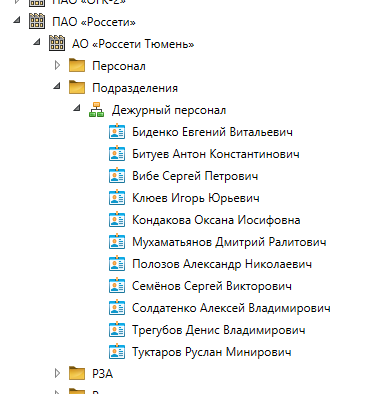 ПАО «ОГК-2»
ПАО «Россети»
АО «Россети Тюмень»
Персонал
Подразделения
Дежурный персонал
Биденко Евгений Витальевич
Битуев Антон Константинович
Вибе Сергей Петрович
Клюев Игорь Юрьевич
Кондакова Оксана Иосифовна
Мухаматьянов Дмитрий Ралитович
Полозов Александр Николаевич
Семёнов Сергей Викторович
Солдатенко Алексей Владимирович
Трегубов Денис Владимирович
Туктаров Руслан Минирович
РЗА